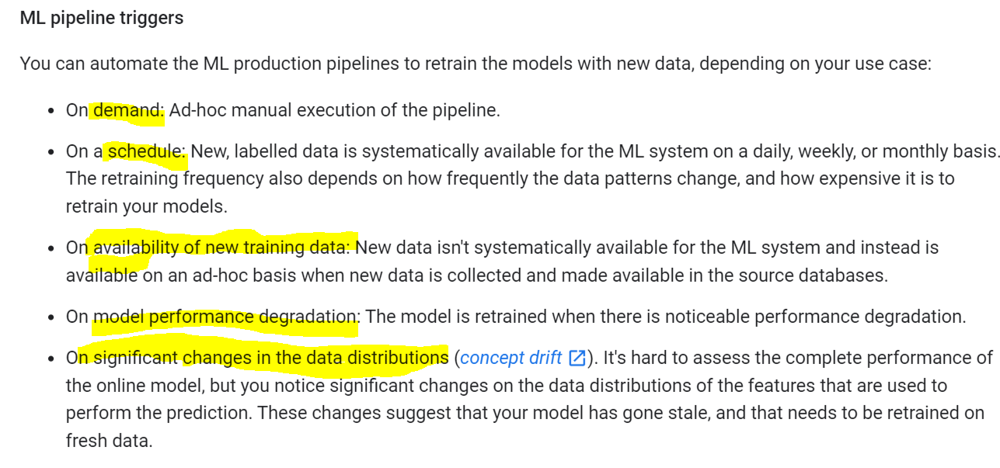 ML pipeline triggers
You can automate the ML production pipelines to retrain the models with new data, depending on your use case:
• On demand: Ad-hoc manual execution of the pipeline.
• On a schedule: New, labelled data is systematically available for the ML system on a daily, weekly, or monthly basis.
The retraining frequency also depends on how frequently the data patterns change, and how expensive it is to
retrain your models.
• On availability of new training data: New data isn't systematically available for the ML system and instead is
available on an ad-hoc basis when new data is collected and made available in the source databases.
• On model performance degradation: The model is retrained when there is noticeable performance degradation.
• On significant changes in the data distributions (concept drift). It's hard to assess the complete performance of
the online model, but you notice significant changes on the data distributions of the features that are used to
perform the prediction. These changes suggest that your model has gone stale, and that needs to be retrained on
fresh data.